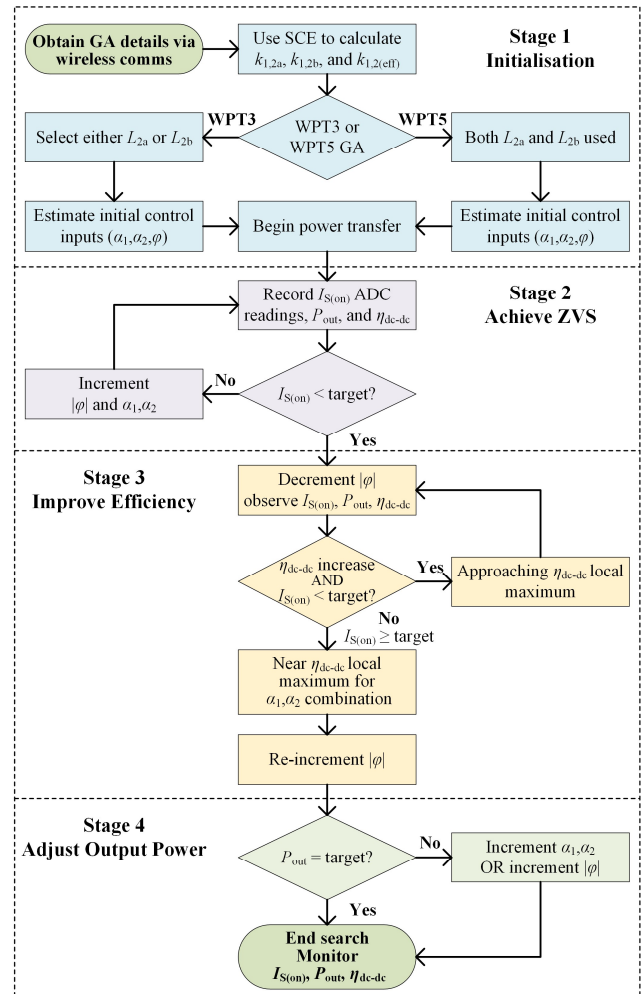 Obtain GA details via
wireless comms
Use SCE to calculate
k1,2a, k1,2b, and k1,2(eff)
Stage 1
Initialisation
WPT3
WPT3 or
WPT5 GA
WPT5
Select either L2a or L2b
Both L2a and L2b used
Estimate initial control
inputs (α1,α2,φ)
Begin power transfer
Estimate initial control
inputs (α1,α2,φ)
Stage 2
Achieve ZVS
Record IS(on) ADC
readings, Pout, and ηdc-dc
Increment
|φ| and α1,α2
No
IS(on) < target?
Yes
Stage 3
Improve Efficiency
Decrement |φ|
observe IS(on), Pout, ηdc-dc
ηdc-dc increase
AND
IS(on) < target?
Yes
Approaching ηdc-dc local
maximum
No
IS(on) ≥ target
Near ηdc-dc local
maximum for
α1,α2 combination
Re-increment |φ|
Stage 4
Adjust Output Power
Pout = target?
No
Increment α1,α2
OR increment |φ|
Yes
End search
Monitor
IS(on), Pout, ηdc-dc